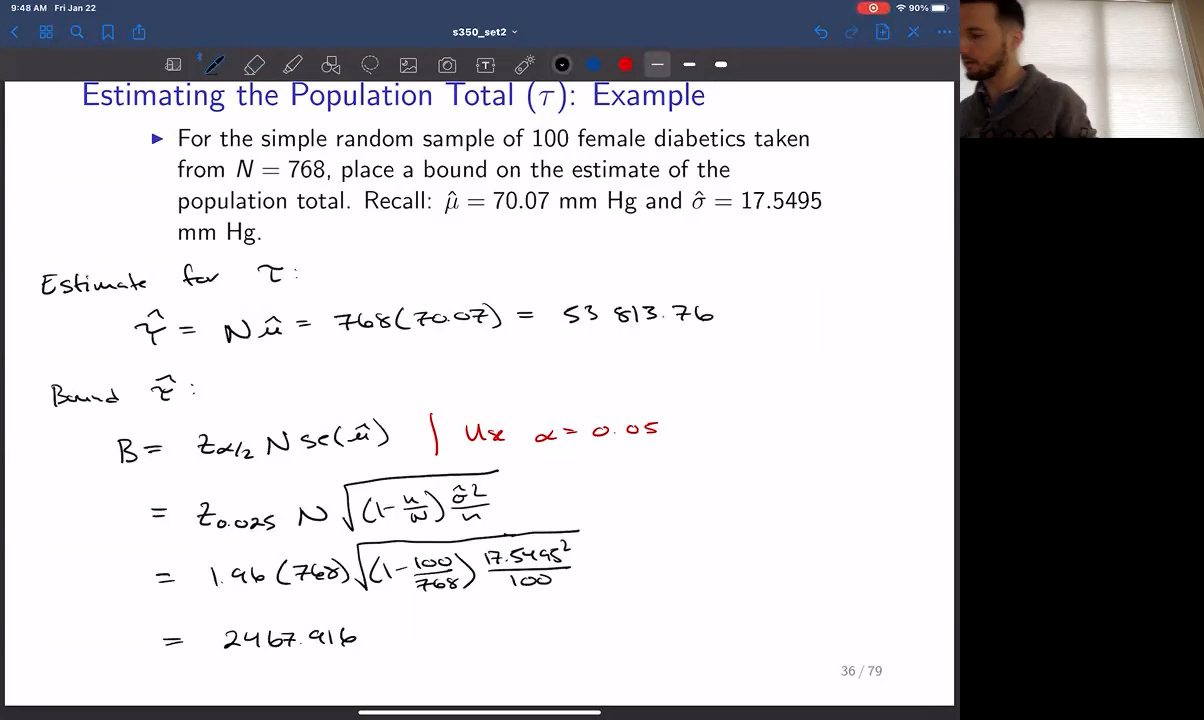 9:48 AM Fri Jan 22
90%
s350_set2
Estimating the Population Total (τ): Example
▶ For the simple random sample of 100 female diabetics taken
from N = 768, place a bound on the estimate of the
population total. Recall: μ̂ = 70.07 mm Hg and σ̂ = 17.5495
mm Hg.
Estimate for τ:
τ̂ = N μ̂ = 768(70.07) = 53 813.76
Bound τ̂:
B = z_{α/2} N se(μ̂) | Use α = 0.05
= z_{0.025} N √((1 - n/N) σ̂²/n)
= 1.96 (768) √((1 - 100/768) 17.5495²/100)
= 2467.916
36 / 79